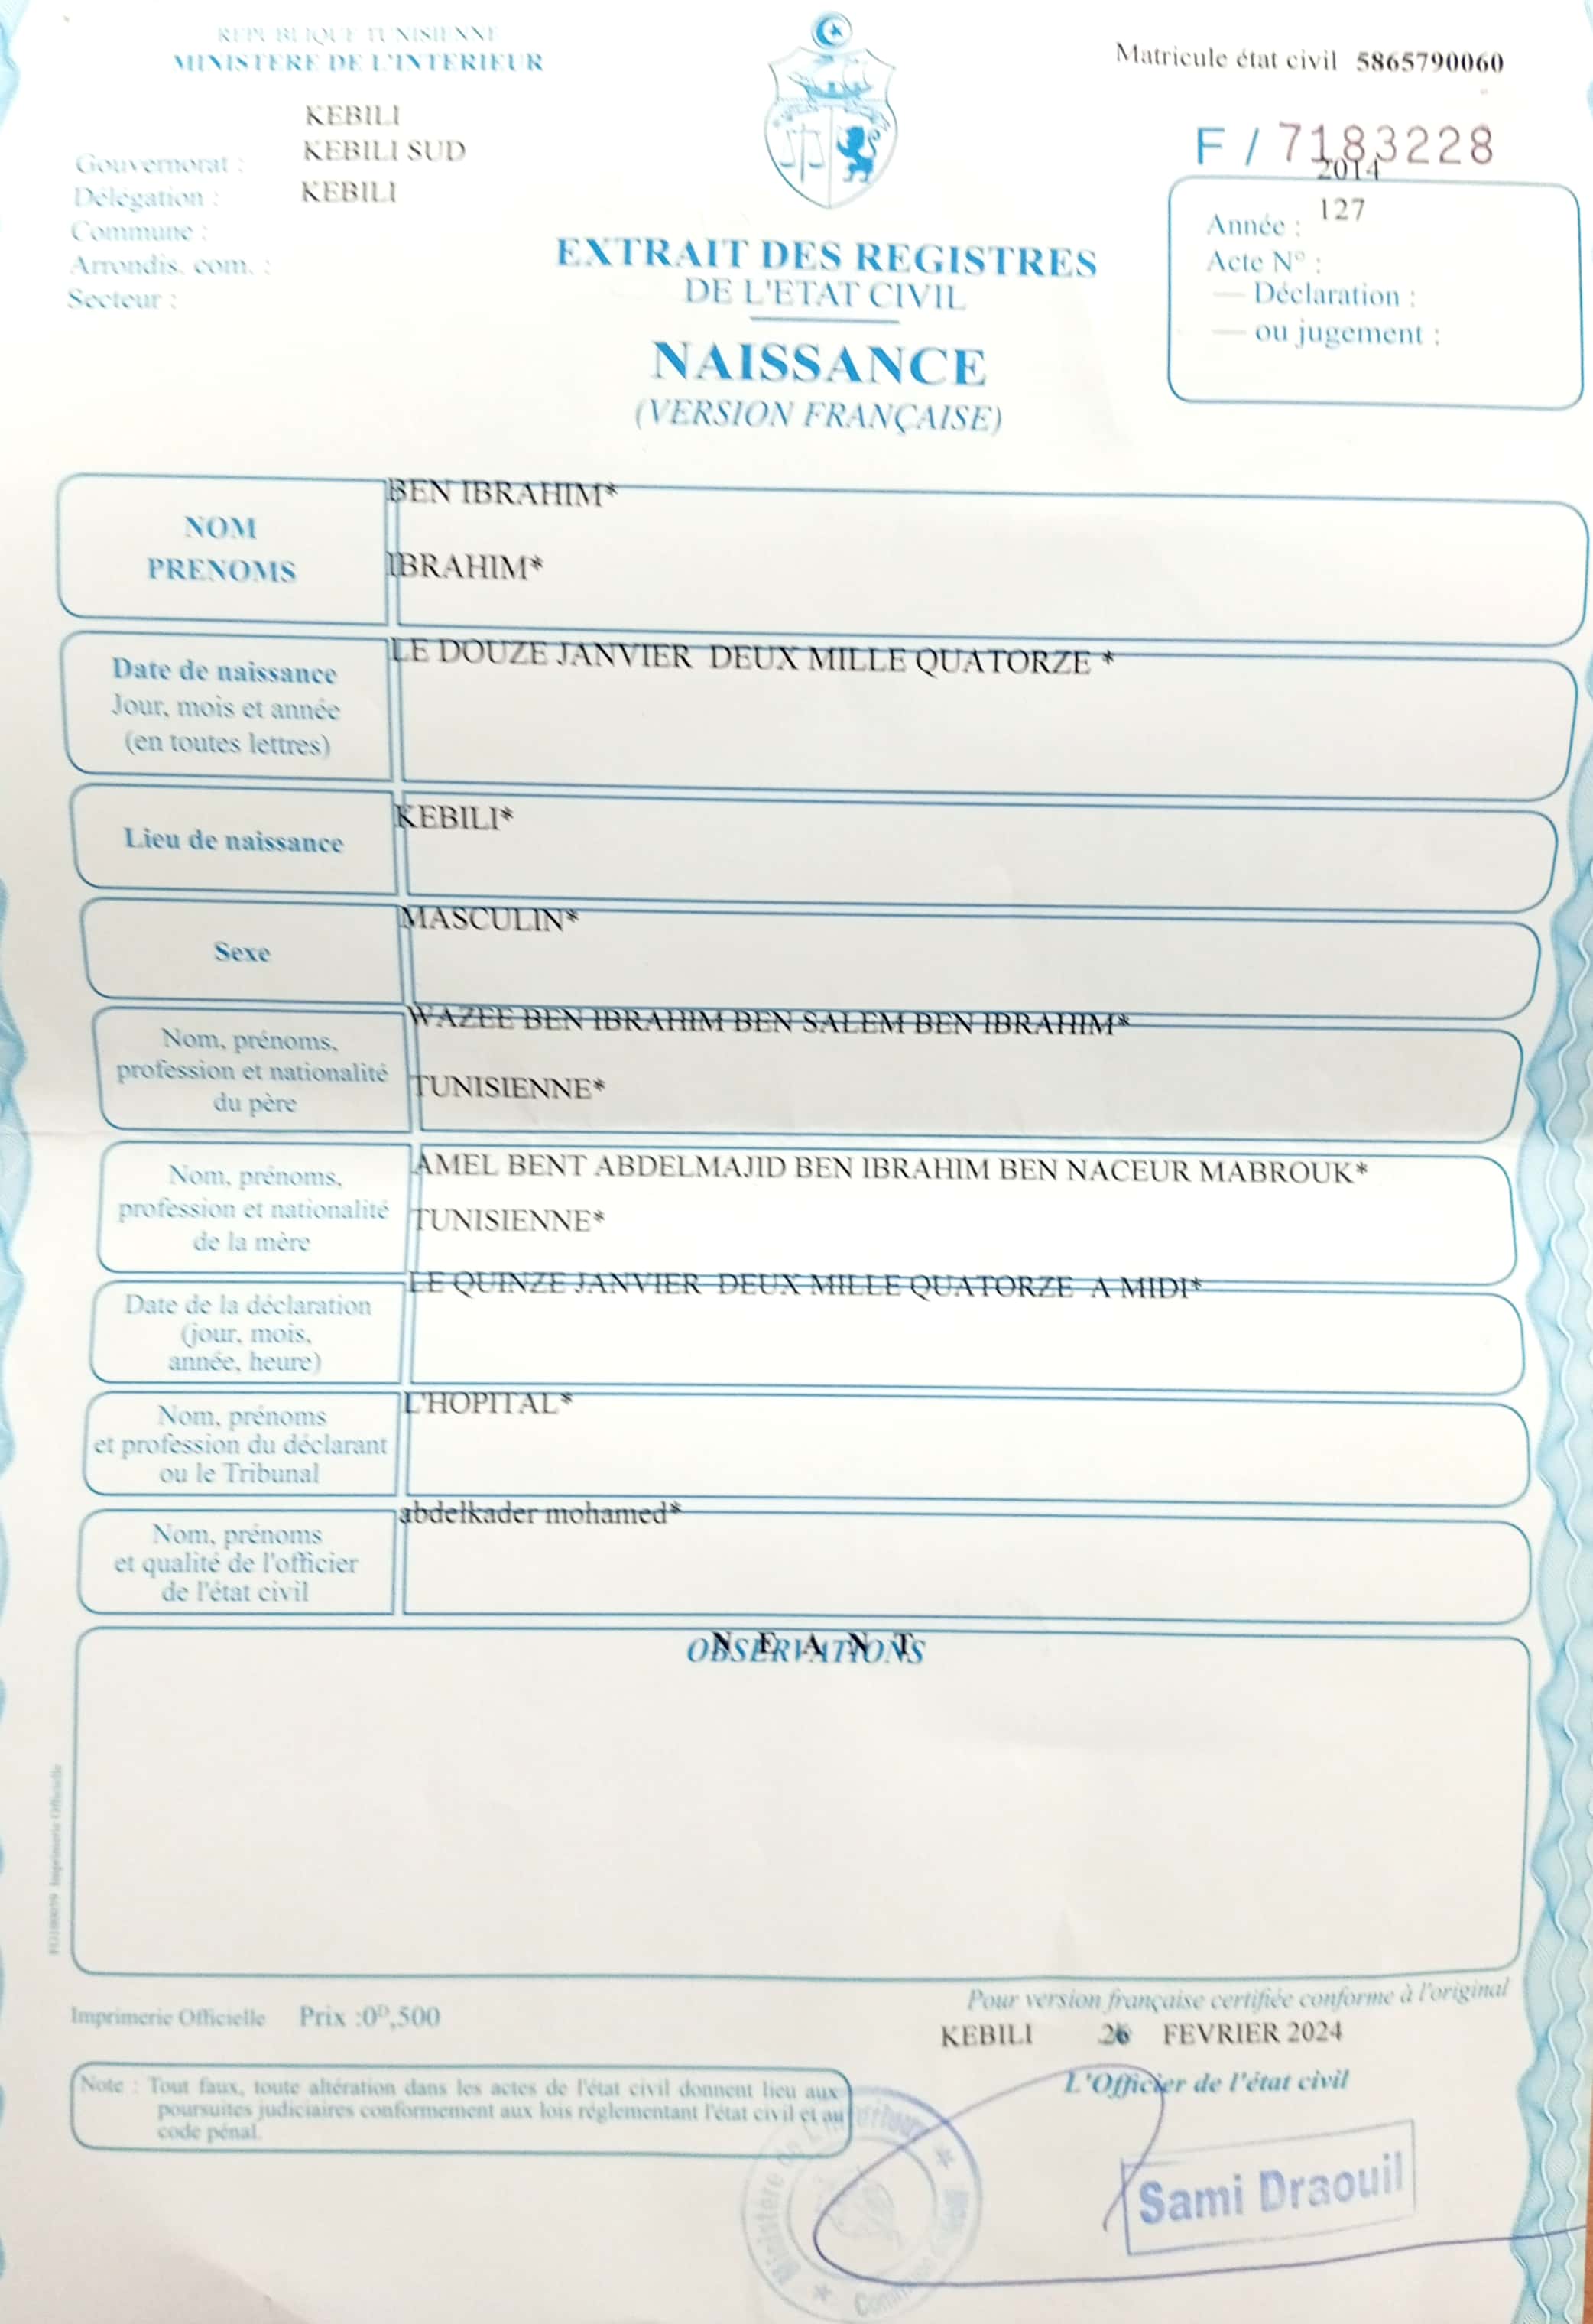 REPUBLIQUE TUNISIENNE
MINISTERE DE L'INTERIEUR
Matricule état civil 5865790060
KEBILI
KEBILI SUD
KEBILI
Gouvernorat :
Délégation :
Commune :
Arrondis. com. :
Secteur :
F / 7183228
2014
127
Année :
Acte N° :
— Déclaration :
— ou jugement :
EXTRAIT DES REGISTRES
DE L'ETAT CIVIL
NAISSANCE
(VERSION FRANÇAISE)
NOM
PRENOMS
BEN IBRAHIM*
IBRAHIM*
Date de naissance
Jour, mois et année
(en toutes lettres)
LE DOUZE JANVIER DEUX MILLE QUATORZE *
Lieu de naissance
KEBILI*
Sexe
MASCULIN*
Nom, prénoms,
profession et nationalité
du père
WAZEE BEN IBRAHIM BEN SALEM BEN IBRAHIM*
TUNISIENNE*
Nom, prénoms,
profession et nationalité
de la mère
AMEL BENT ABDELMAJID BEN IBRAHIM BEN NACEUR MABROUK*
TUNISIENNE*
Date de la déclaration
(jour, mois,
année, heure)
LE QUINZE JANVIER DEUX MILLE QUATORZE A MIDI*
Nom, prénoms
et profession du déclarant
ou le Tribunal
L'HOPITAL*
Nom, prénoms
et qualité de l'officier
de l'état civil
abdelkader mohamed*
OBSERVATIONS
N E A N T
Imprimerie Officielle Prix :0ᴰ,500
Pour version française certifiée conforme à l'original
KEBILI 26 FEVRIER 2024
L'Officier de l'état civil
Note : Tout faux, toute altération dans les actes de l'état civil donnent lieu aux
poursuites judiciaires conformement aux lois réglementant l'état civil et au
code pénal.
Ministère de L'Intérieur
Sami Draouil